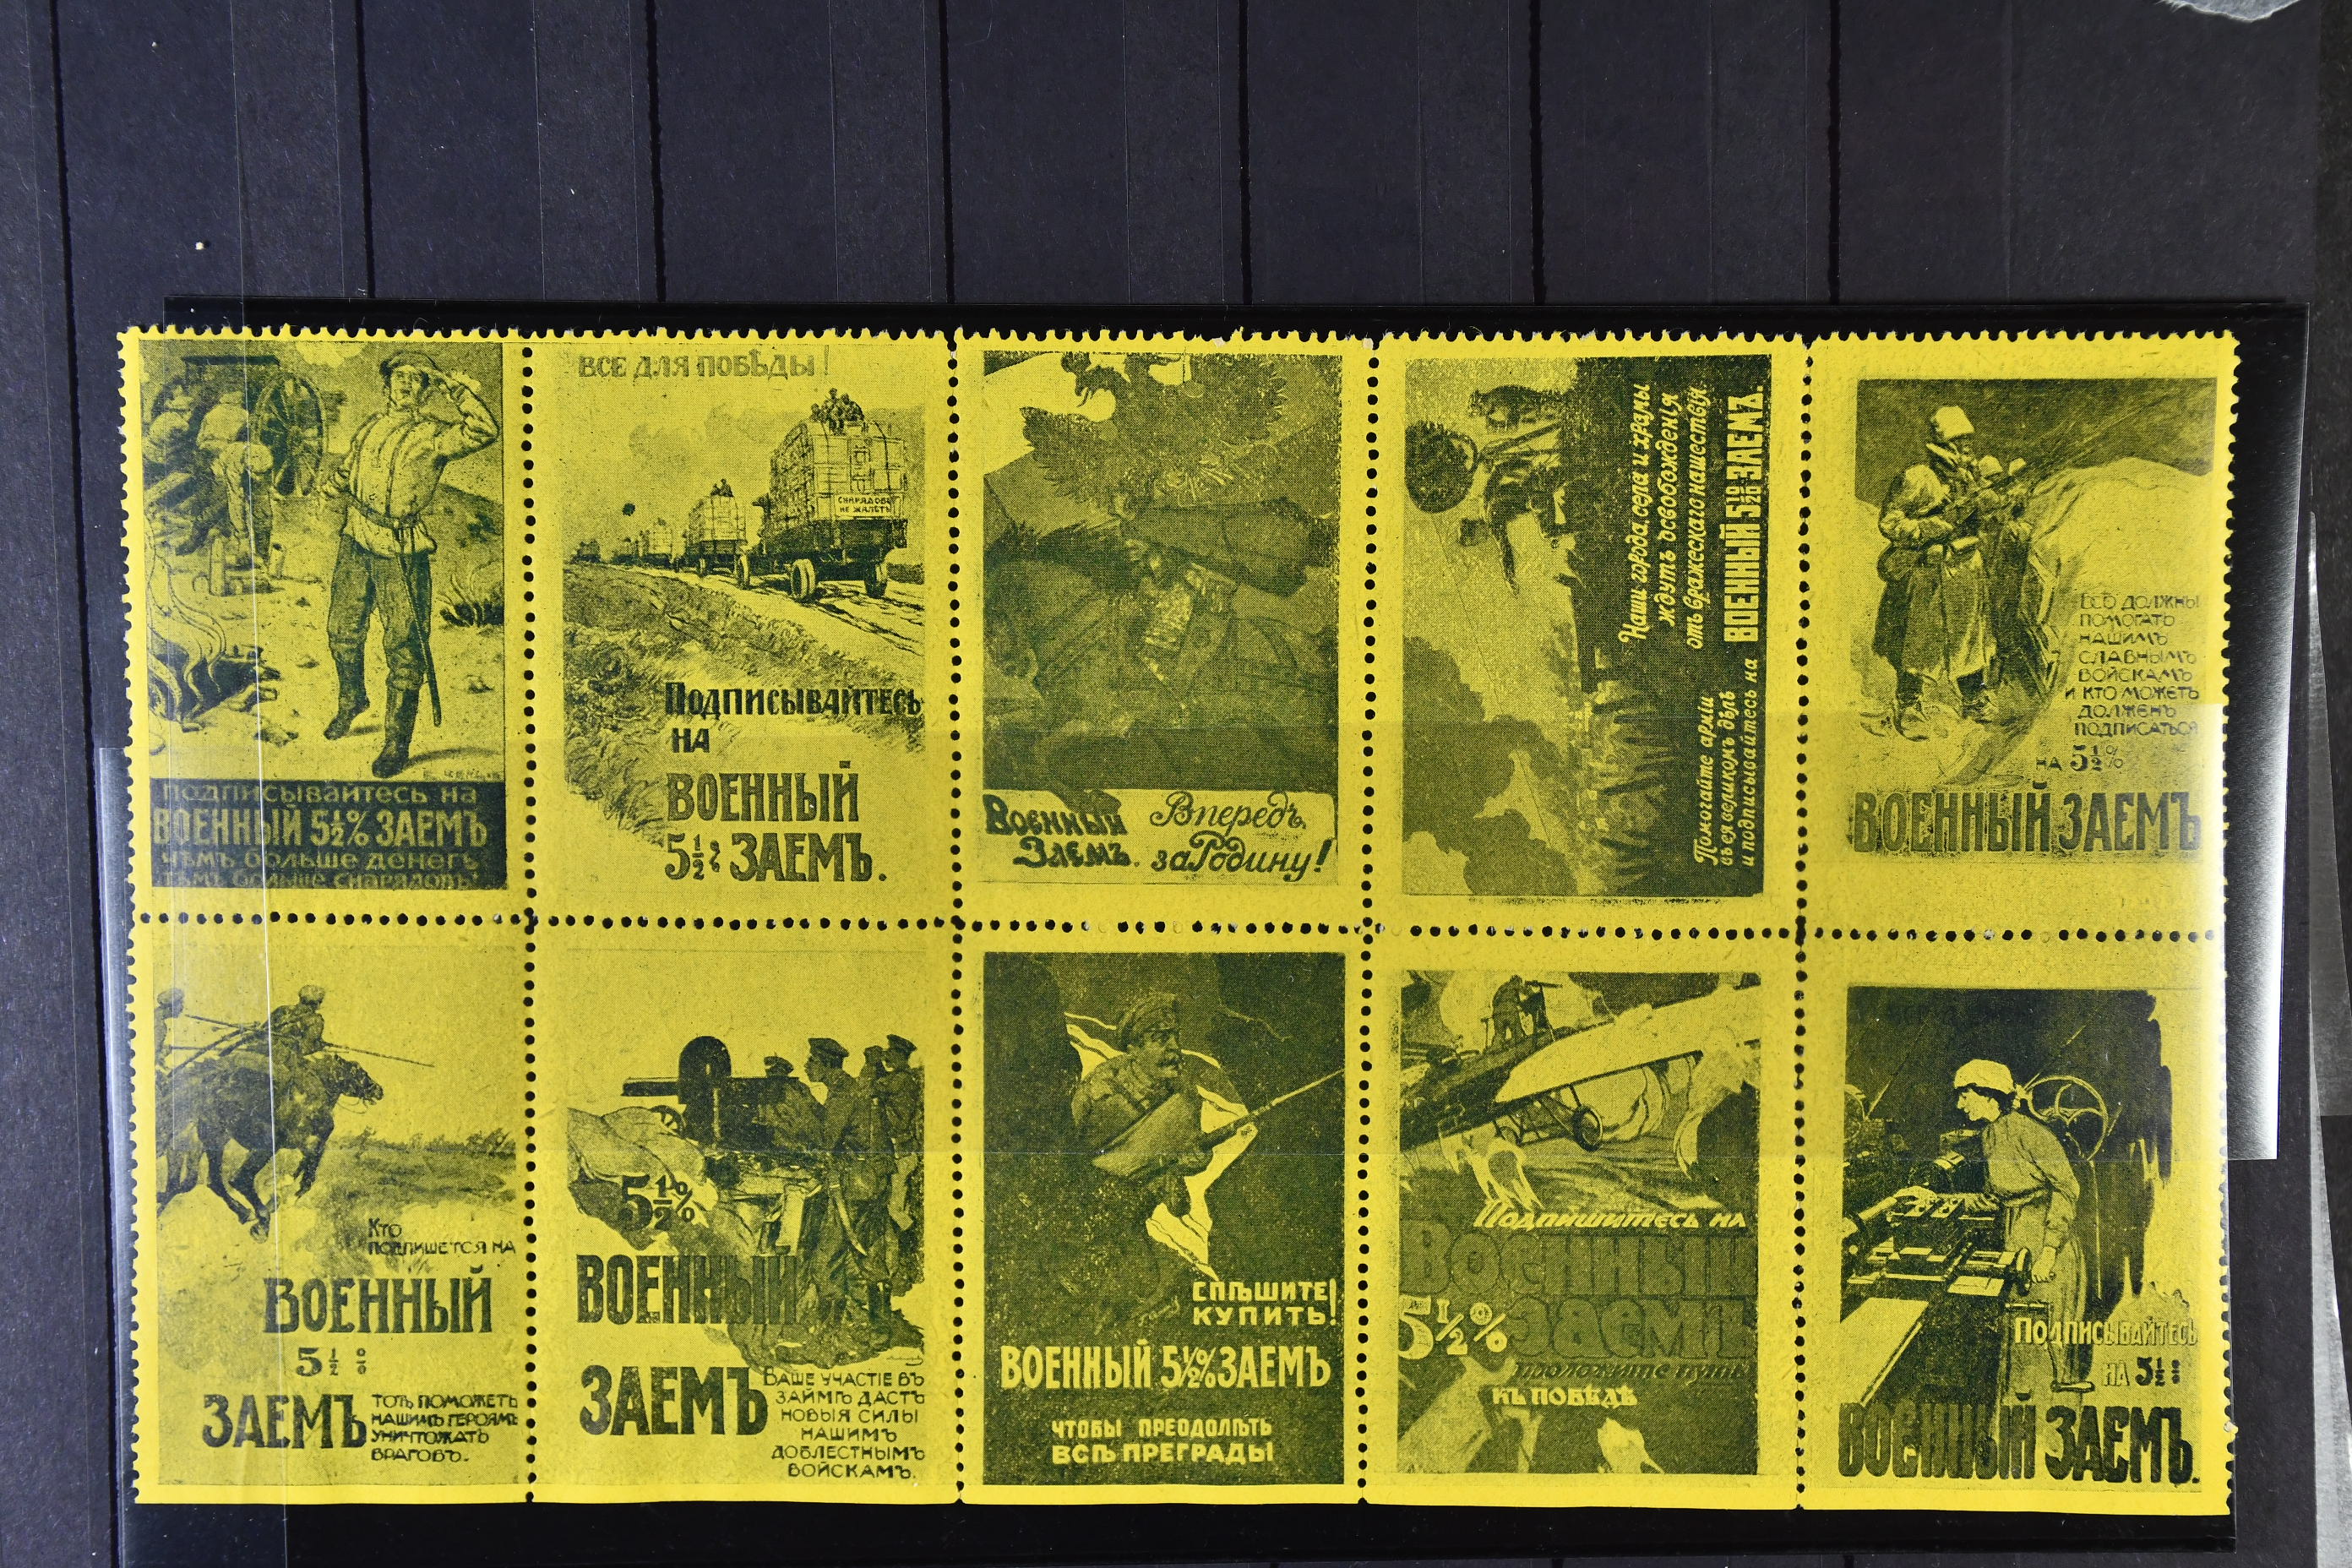 Подписывайтесь на
ВОЕННЫЙ 5½% ЗАЕМЪ
чѣмъ больше денегъ
тѣмъ больше снарядовъ!
ВСЕ ДЛЯ ПОБѢДЫ!
СНАРЯДОВЪ
НЕ ЖАЛѢТЬ
Подписывайтесь
НА
ВОЕННЫЙ
5½% ЗАЕМЪ.
Военный
Заемъ.
Впередъ,
за Родину!
Наши города, села и храмы
ждутъ освобожденія
отъ вражескаго нашествія.
Помогайте арміи
въ ея великомъ дѣлѣ
и подписывайтесь на ВОЕННЫЙ 5½% ЗАЕМЪ.
ВСѢ ДОЛЖНЫ
ПОМОГАТЬ
НАШИМЪ
СЛАВНЫМЪ
ВОЙСКАМЪ
И КТО МОЖЕТЪ
ДОЛЖЕНЪ
ПОДПИСАТЬСЯ
НА 5½%
ВОЕННЫЙ ЗАЕМЪ
Кто
подпишется на
ВОЕННЫЙ
5½%
ЗАЕМЪ
ТОТЪ ПОМОЖЕТЪ
НАШИМЪ ГЕРОЯМЪ
УНИЧТОЖАТЬ
ВРАГОВЪ.
5½%
ВОЕННЫЙ
ЗАЕМЪ
ВАШЕ УЧАСТІЕ ВЪ
ЗАЙМѢ ДАСТЪ
НОВЫЯ СИЛЫ
НАШИМЪ
ДОБЛЕСТНЫМЪ
ВОЙСКАМЪ.
СПѢШИТЕ
КУПИТЬ!
ВОЕННЫЙ 5½% ЗАЕМЪ
ЧТОБЫ ПРЕОДОЛѢТЬ
ВСѢ ПРЕГРАДЫ
Подпишитесь на
Военный
5½% заемъ
проложите путь
къ побѣдѣ
Подписывайтесь
на 5½%
ВОЕННЫЙ ЗАЕМЪ.